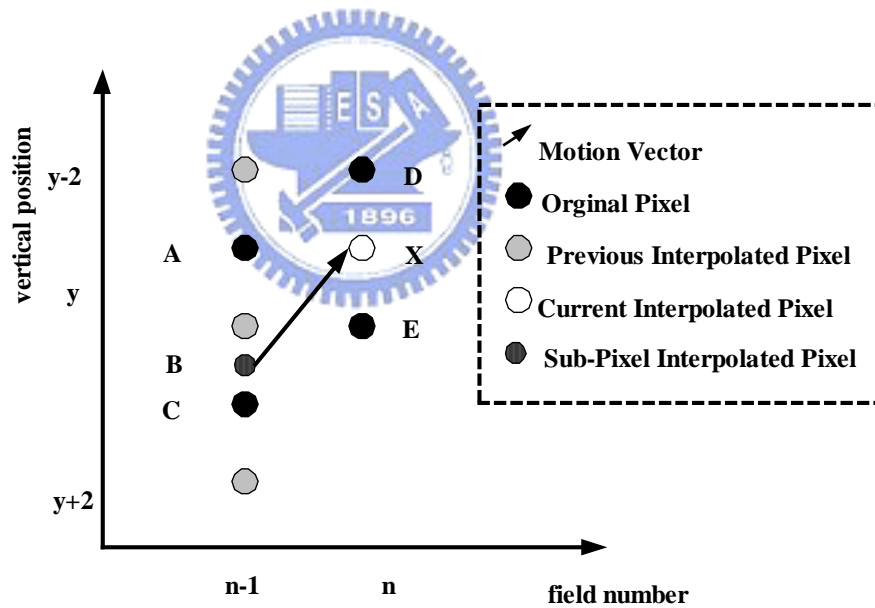 vertical position
y-2
y
y+2
A
B
C
D
X
E
E S A
1896
n-1
n
field number
Motion Vector
Orginal Pixel
Previous Interpolated Pixel
Current Interpolated Pixel
Sub-Pixel Interpolated Pixel